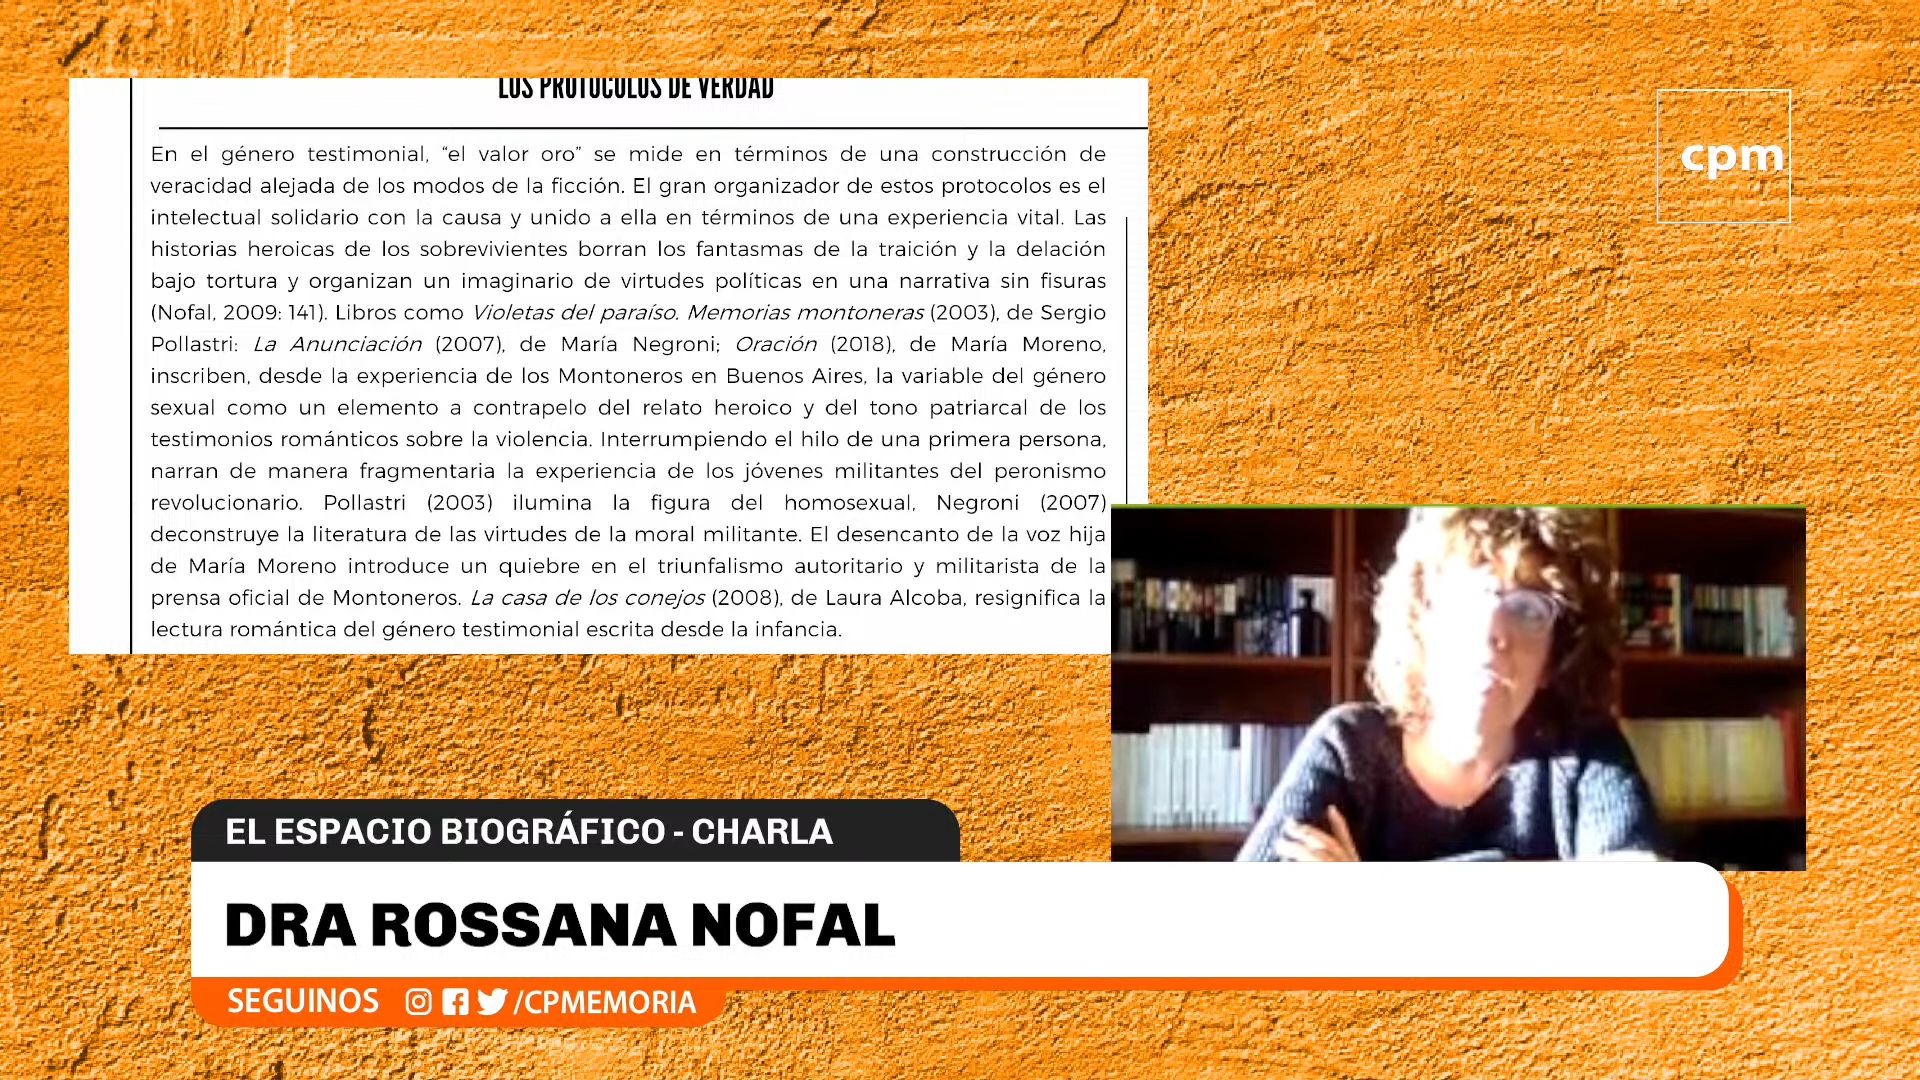 LOS PROTOCOLOS DE VERDAD
En el género testimonial, “el valor oro” se mide en términos de una construcción de
veracidad alejada de los modos de la ficción. El gran organizador de estos protocolos es el
intelectual solidario con la causa y unido a ella en términos de una experiencia vital. Las
historias heroicas de los sobrevivientes borran los fantasmas de la traición y la delación
bajo tortura y organizan un imaginario de virtudes políticas en una narrativa sin fisuras
(Nofal, 2009: 141). Libros como Violetas del paraíso. Memorias montoneras (2003), de Sergio
Pollastri: La Anunciación (2007), de María Negroni; Oración (2018), de María Moreno,
inscriben, desde la experiencia de los Montoneros en Buenos Aires, la variable del género
sexual como un elemento a contrapelo del relato heroico y del tono patriarcal de los
testimonios románticos sobre la violencia. Interrumpiendo el hilo de una primera persona,
narran de manera fragmentaria la experiencia de los jóvenes militantes del peronismo
revolucionario. Pollastri (2003) ilumina la figura del homosexual, Negroni (2007)
deconstruye la literatura de las virtudes de la moral militante. El desencanto de la voz hija
de María Moreno introduce un quiebre en el triunfalismo autoritario y militarista de la
prensa oficial de Montoneros. La casa de los conejos (2008), de Laura Alcoba, resignifica la
lectura romántica del género testimonial escrita desde la infancia.
cpm
EL ESPACIO BIOGRÁFICO - CHARLA
DRA ROSSANA NOFAL
SEGUINOS /CPMEMORIA